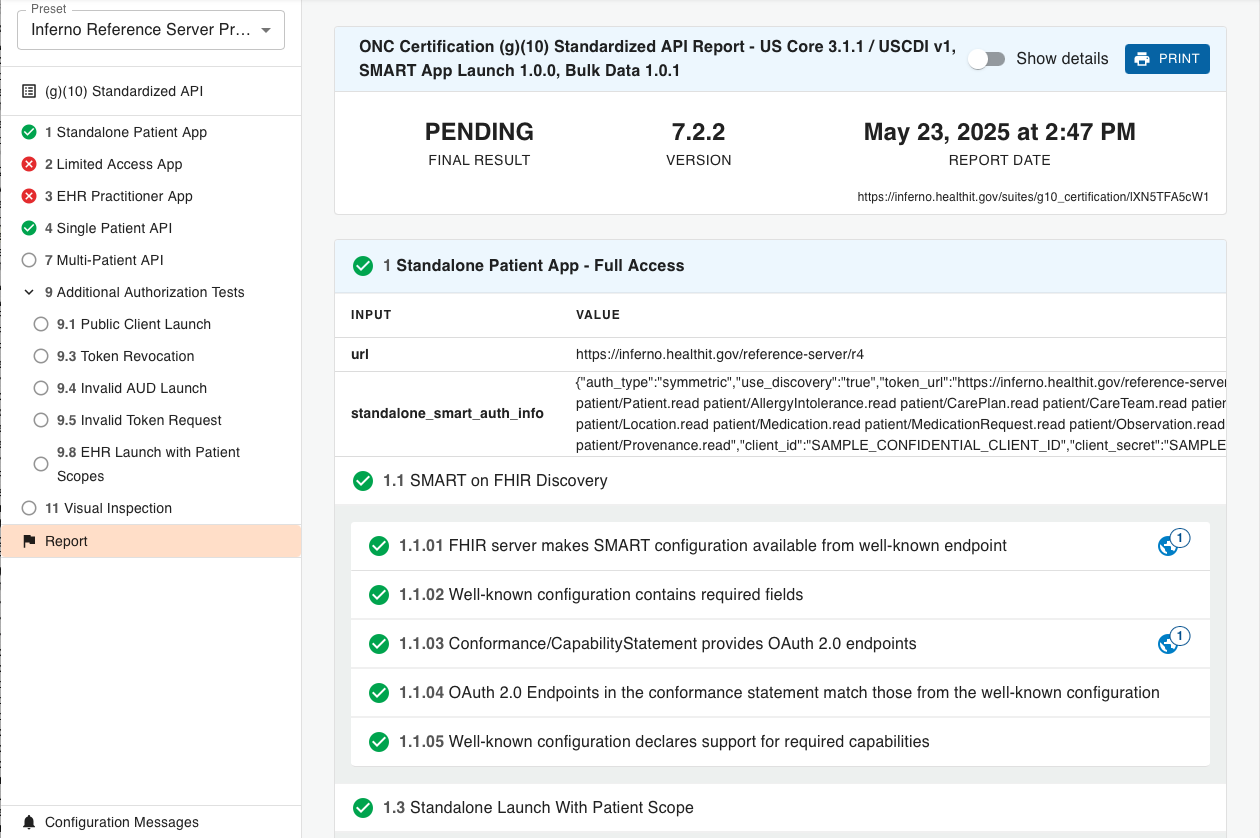 Preset
Inferno Reference Server Pr...
(g)(10) Standardized API
1 Standalone Patient App
2 Limited Access App
3 EHR Practitioner App
4 Single Patient API
7 Multi-Patient API
9 Additional Authorization Tests
9.1 Public Client Launch
9.3 Token Revocation
9.4 Invalid AUD Launch
9.5 Invalid Token Request
9.8 EHR Launch with Patient
Scopes
11 Visual Inspection
Report
Configuration Messages
ONC Certification (g)(10) Standardized API Report - US Core 3.1.1 / USCDI v1,
SMART App Launch 1.0.0, Bulk Data 1.0.1
Show details
PRINT
PENDING
FINAL RESULT
7.2.2
VERSION
May 23, 2025 at 2:47 PM
REPORT DATE
https://inferno.healthit.gov/suites/g10_certification/lXN5TFA5cW1
1 Standalone Patient App - Full Access
INPUT VALUE
url https://inferno.healthit.gov/reference-server/r4
standalone_smart_auth_info
{"auth_type":"symmetric","use_discovery":"true","token_url":"https://inferno.healthit.gov/reference-server
patient/Patient.read patient/AllergyIntolerance.read patient/CarePlan.read patient/CareTeam.read patien
patient/Location.read patient/Medication.read patient/MedicationRequest.read patient/Observation.read
patient/Provenance.read","client_id":"SAMPLE_CONFIDENTIAL_CLIENT_ID","client_secret":"SAMPLE
1.1 SMART on FHIR Discovery
1.1.01 FHIR server makes SMART configuration available from well-known endpoint 1
1.1.02 Well-known configuration contains required fields
1.1.03 Conformance/CapabilityStatement provides OAuth 2.0 endpoints 1
1.1.04 OAuth 2.0 Endpoints in the conformance statement match those from the well-known configuration
1.1.05 Well-known configuration declares support for required capabilities
1.3 Standalone Launch With Patient Scope